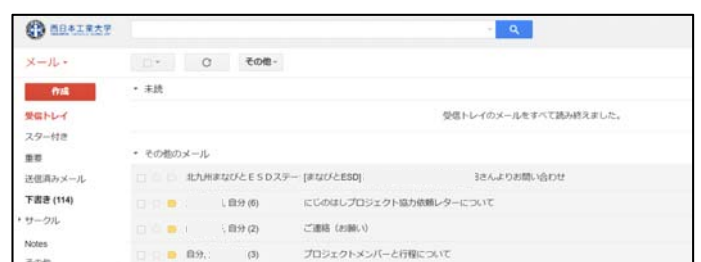 西日本工業大学
メール
その他
作成
未読
受信トレイ
受信トレイのメールをすべて読み終えました。
スター付き
その他のメール
重要
送信済みメール
北九州まなびとESDステー [まなびとESD] さんよりお問い合わせ
下書き (114)
自分 (6) にじのはしプロジェクト協力依頼レターについて
サークル
自分 (2) ご連絡（お願い）
Notes
自分, (3) プロジェクトメンバーと行程について
その他